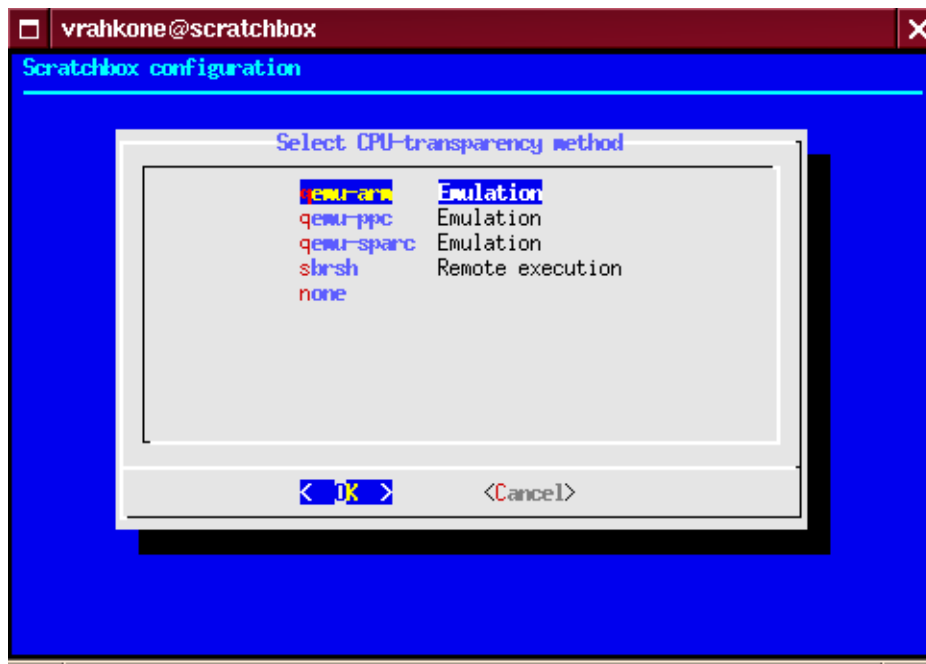 vrahkone@scratchbox
Scratchbox configuration
Select CPU-transparency method
qemu-arm Emulation
qemu-ppc Emulation
qemu-sparc Emulation
sbrsh Remote execution
none
< OK > <Cancel>